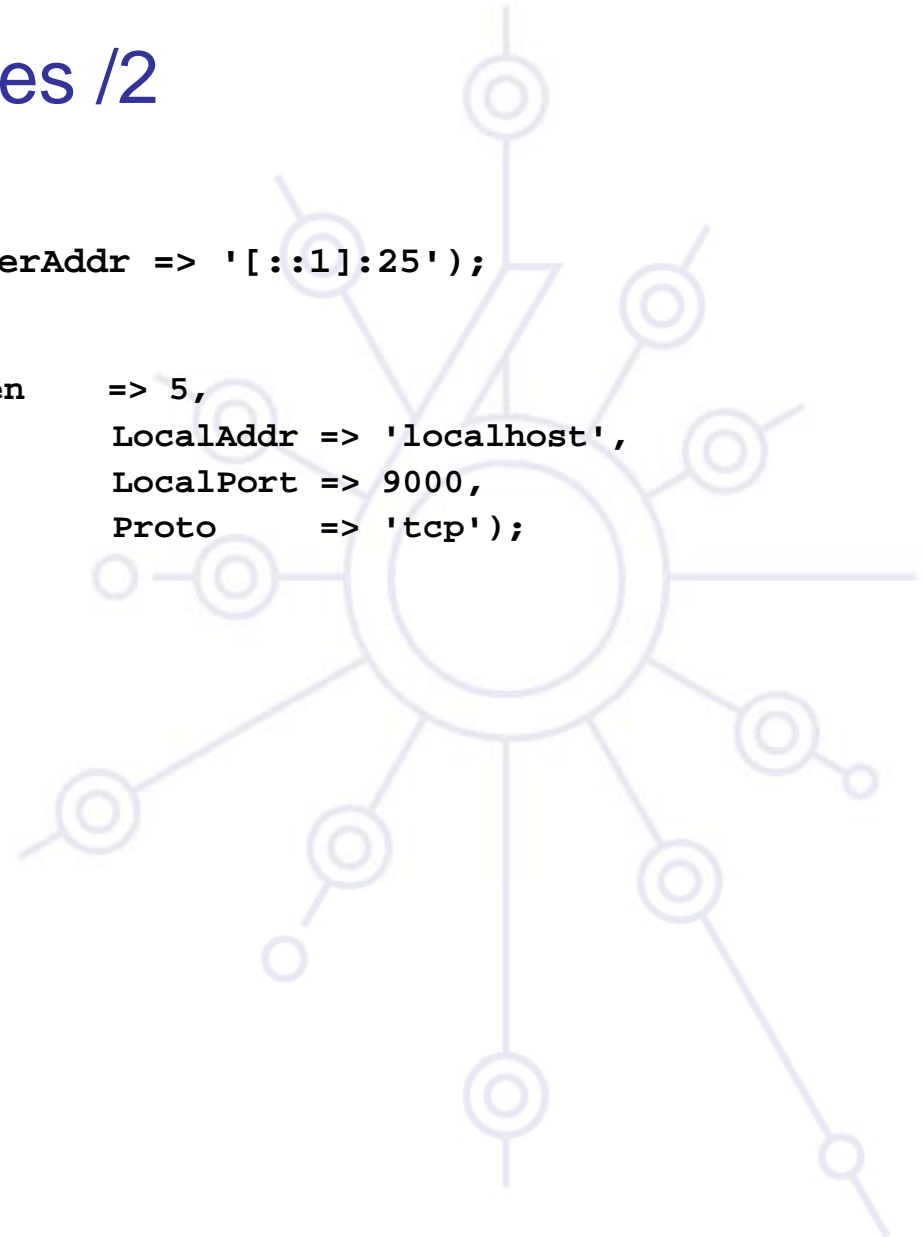 es /2
erAddr => '[::1]:25');
en    => 5,
LocalAddr => 'localhost',
LocalPort => 9000,
Proto     => 'tcp');